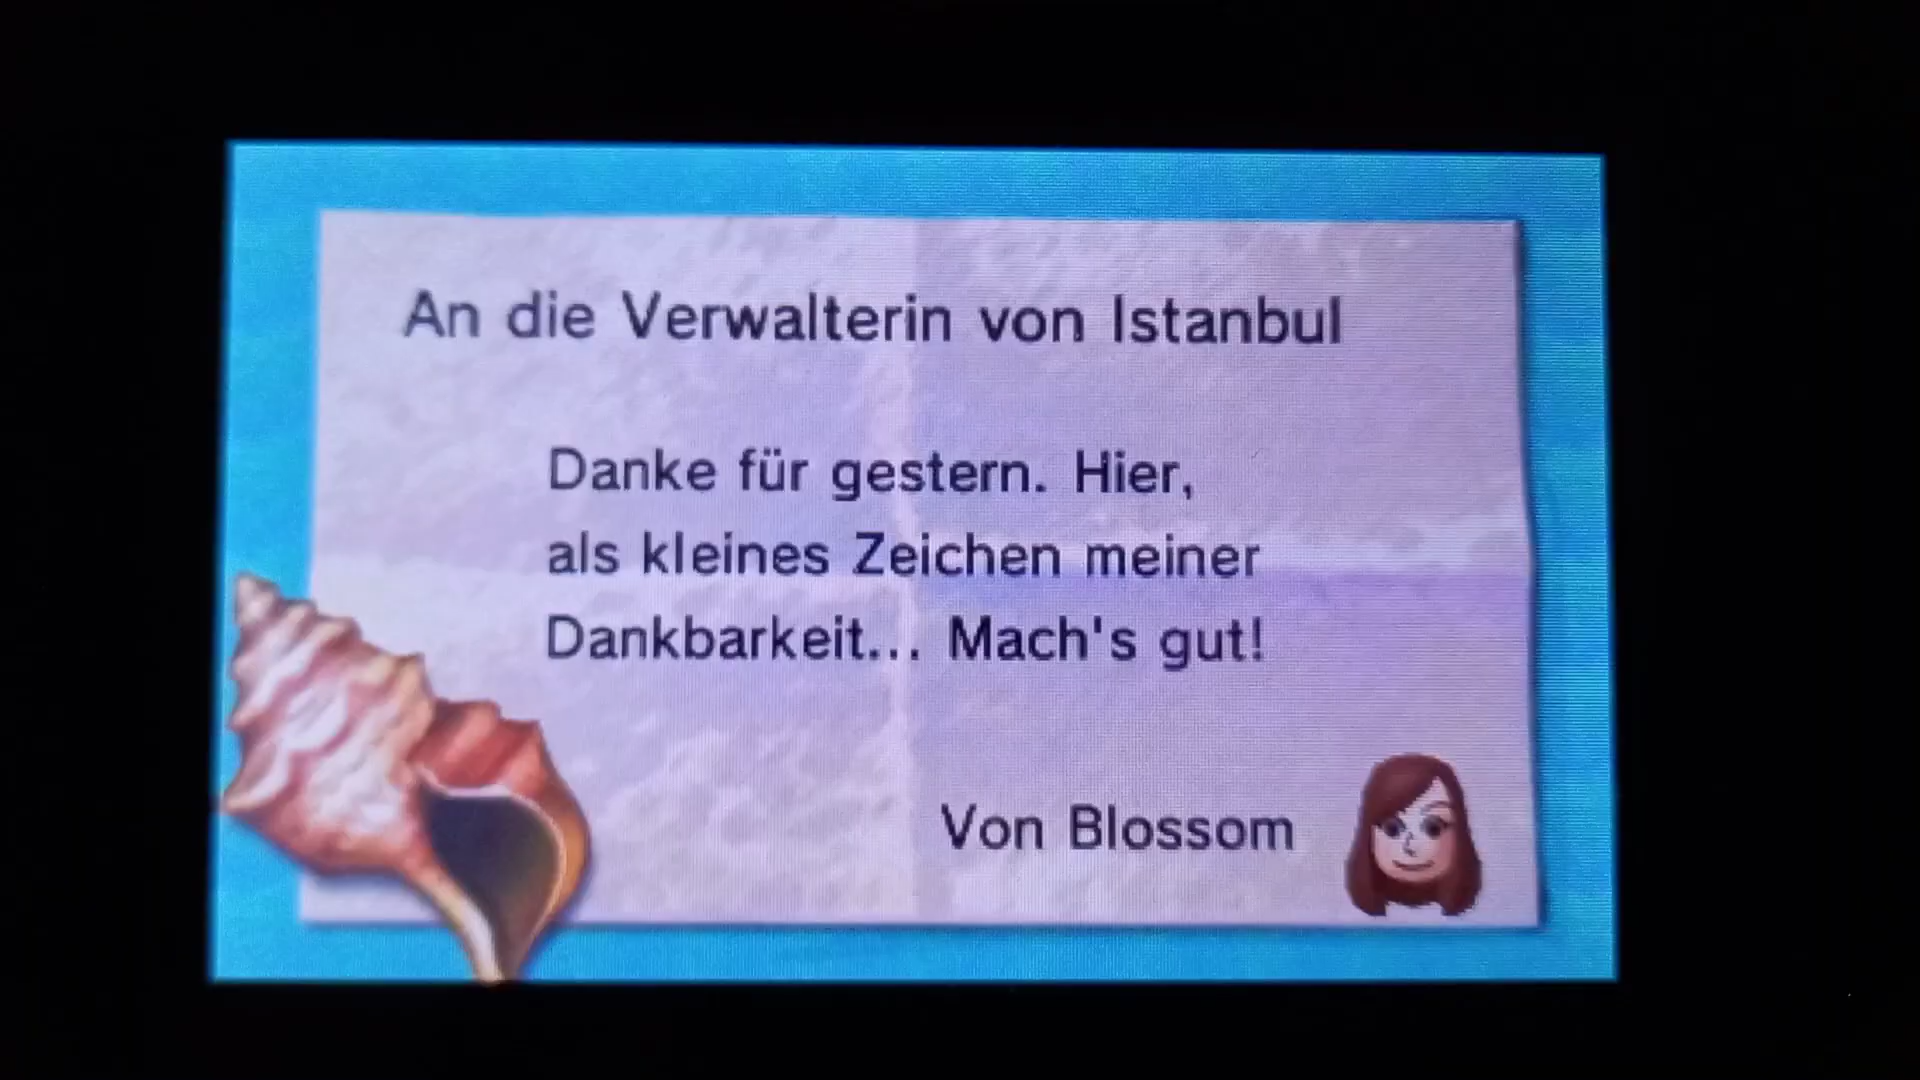 An die Verwalterin von Istanbul
Danke für gestern. Hier,
als kleines Zeichen meiner
Dankbarkeit... Mach's gut!
Von Blossom